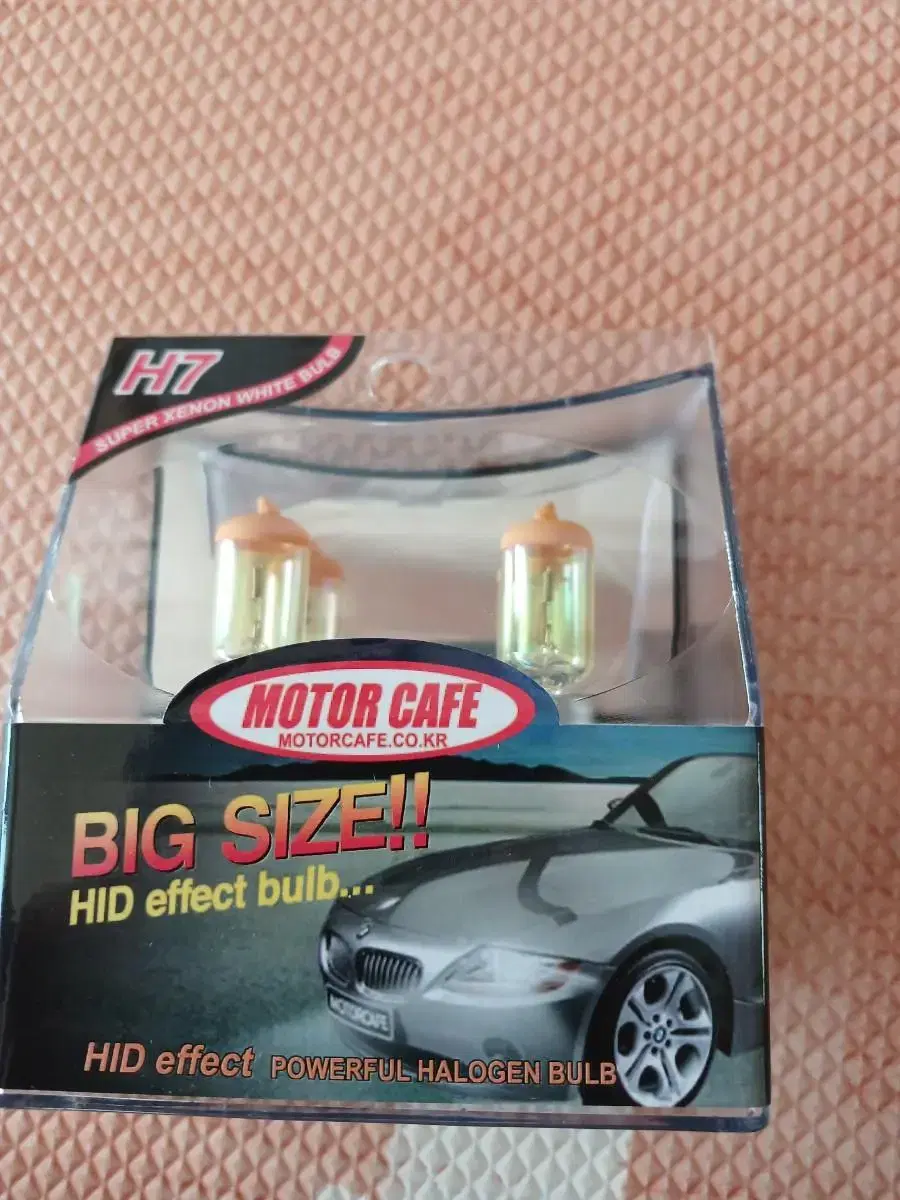 H7
SUPER XENON WHITE BULB
MOTOR CAFE
MOTORCAFE.CO.KR
BIG SIZE!!
HID effect bulb...
MOTORCAFE
HID effect POWERFUL HALOGEN BULB